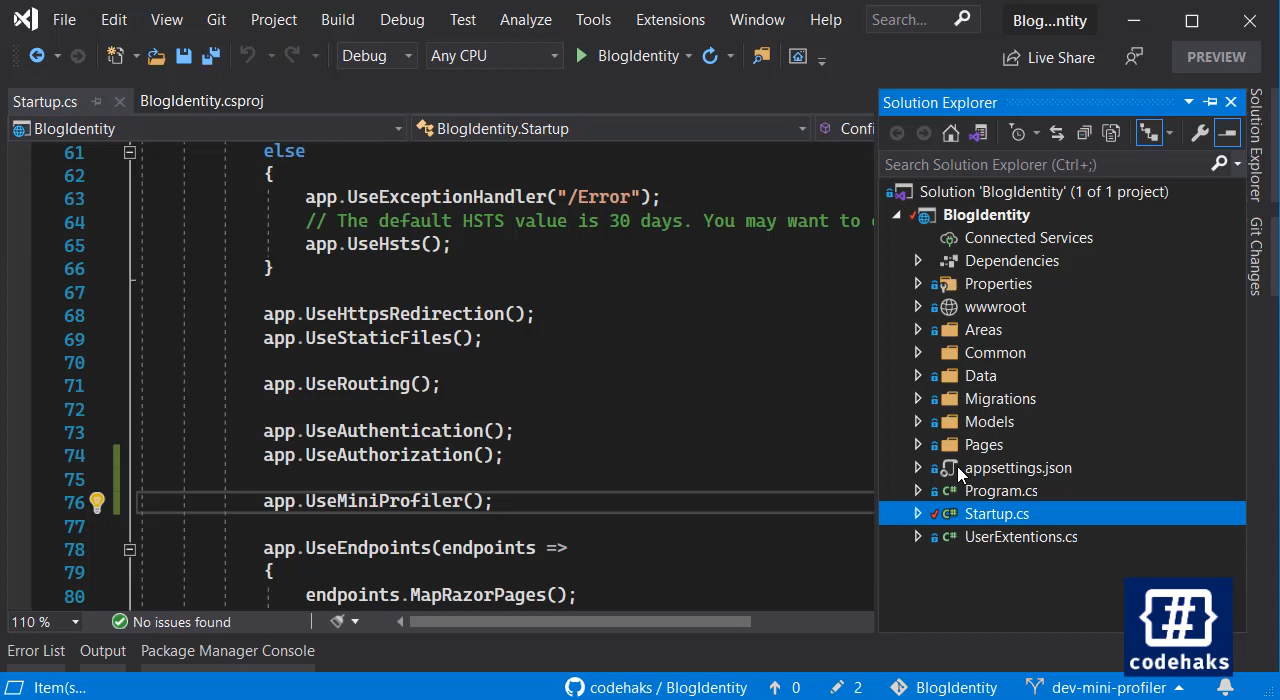 File Edit View Git Project Build Debug Test Analyze Tools Extensions Window Help Search... Blog...ntity
Debug Any CPU BlogIdentity Live Share PREVIEW
Startup.cs BlogIdentity.csproj
BlogIdentity BlogIdentity.Startup Confi
61 else
62 {
63 app.UseExceptionHandler("/Error");
64 // The default HSTS value is 30 days. You may want to c
65 app.UseHsts();
66 }
67
68 app.UseHttpsRedirection();
69 app.UseStaticFiles();
70
71 app.UseRouting();
72
73 app.UseAuthentication();
74 app.UseAuthorization();
75
76 app.UseMiniProfiler();
77
78 app.UseEndpoints(endpoints =>
79 {
80 endpoints.MapRazorPages();
110 % No issues found
Solution Explorer
Search Solution Explorer (Ctrl+;)
Solution 'BlogIdentity' (1 of 1 project)
BlogIdentity
Connected Services
Dependencies
Properties
wwwroot
Areas
Common
Data
Migrations
Models
Pages
appsettings.json
C# Program.cs
C# Startup.cs
C# UserExtentions.cs
Solution Explorer
Git Changes
{#}
codehaks
Error List Output Package Manager Console
Item(s... codehaks / BlogIdentity 0 2 BlogIdentity dev-mini-profiler